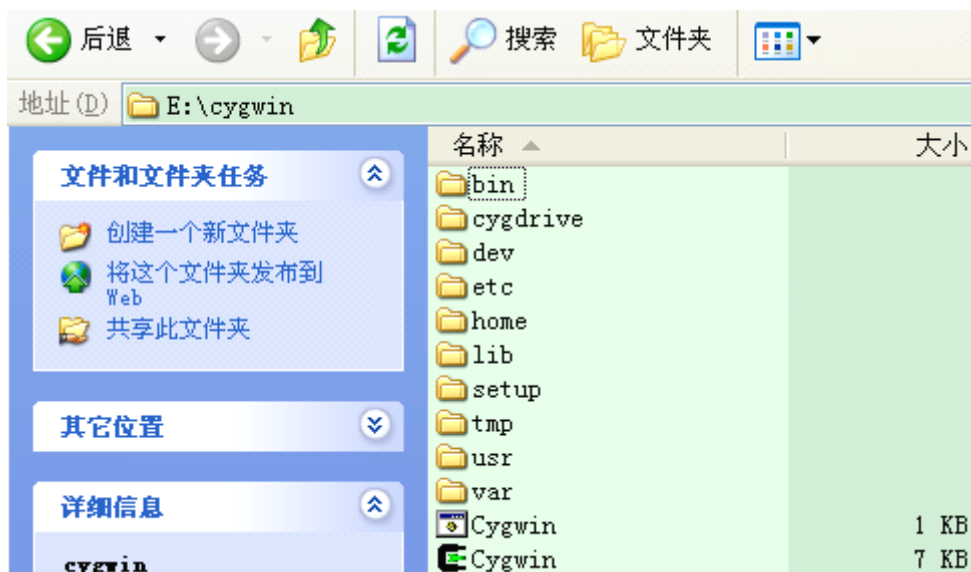 后退 搜索 文件夹
地址(D) E:\cygwin
名称 大小
文件和文件夹任务
创建一个新文件夹
将这个文件夹发布到
Web
共享此文件夹
其它位置
详细信息
cygwin
bin
cygdrive
dev
etc
home
lib
setup
tmp
usr
var
Cygwin 1 KB
Cygwin 7 KB